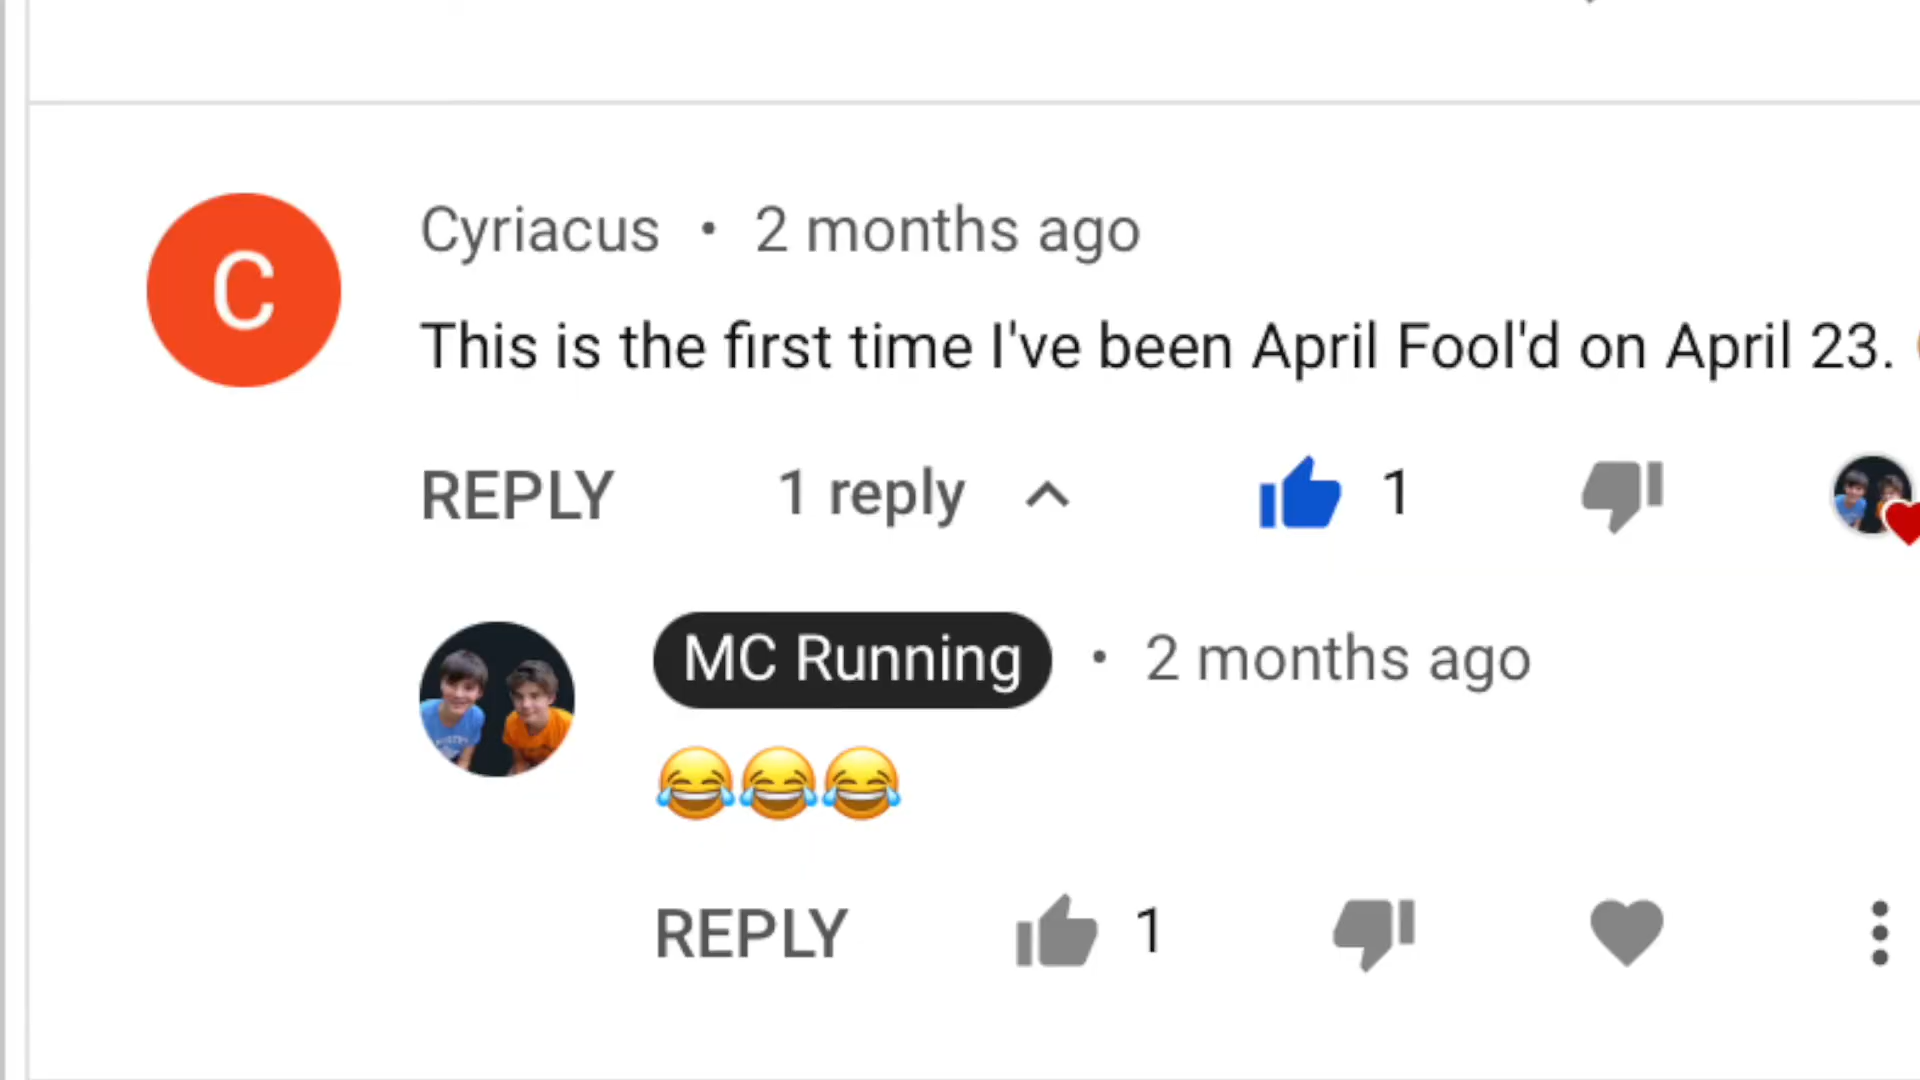 C
Cyriacus • 2 months ago
This is the first time I've been April Fool'd on April 23.
REPLY 1 reply 1
MC Running • 2 months ago
😂😂😂
REPLY 1